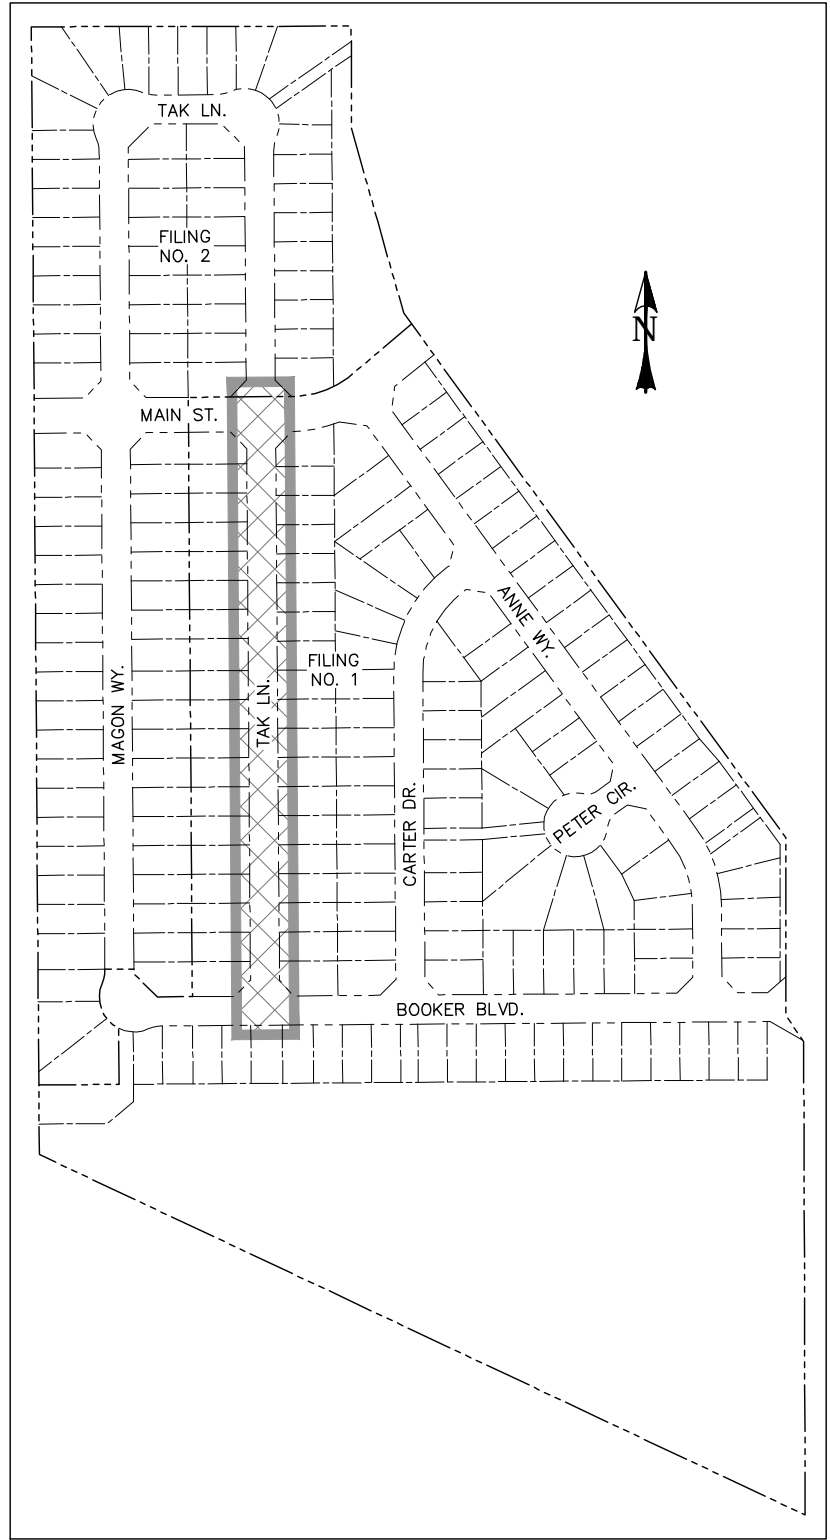 TAK LN.
FILING
NO. 2
N
MAIN ST.
ANNE WY.
FILING
NO. 1
MAGON WY.
TAK LN.
CARTER DR.
PETER CIR.
BOOKER BLVD.